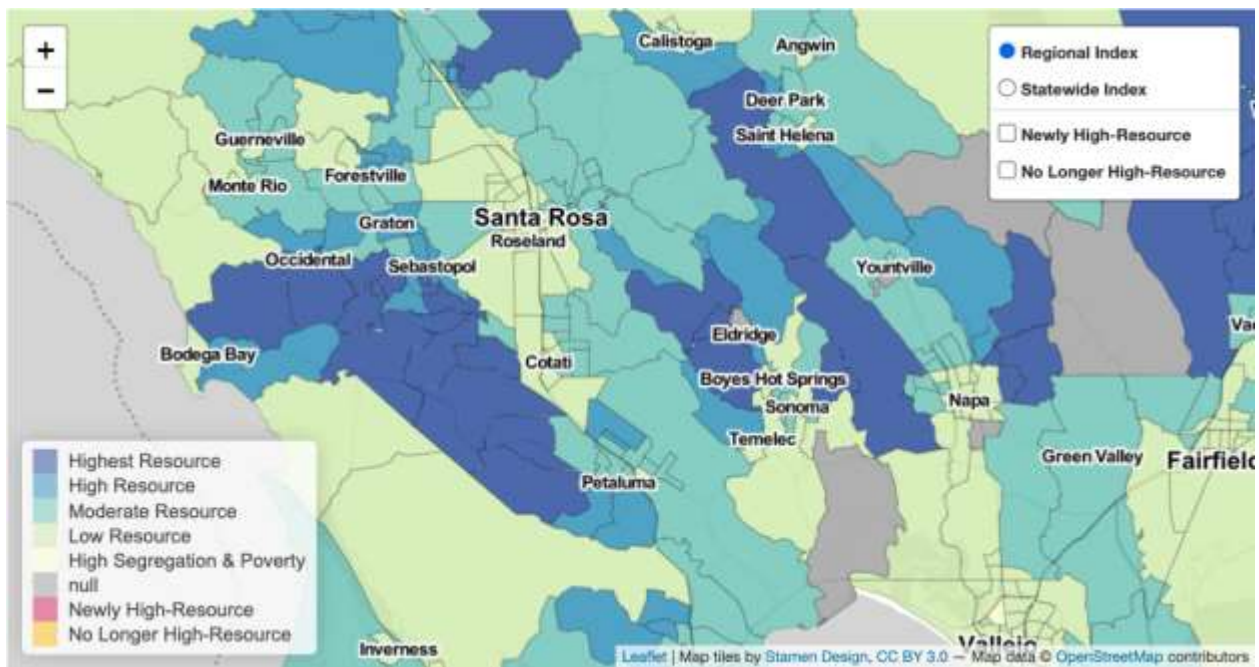 +
−
Calistoga
Angwin
Regional Index
Statewide Index
Newly High-Resource
No Longer High-Resource
Deer Park
Saint Helena
Guerneville
Monte Rio
Forestville
Graton
Santa Rosa
Roseland
Occidental
Sebastopol
Yountville
Eldridge
Bodega Bay
Cotati
Boyes Hot Springs
Sonoma
Napa
Temelec
Green Valley
Fairfield
Petaluma
Highest Resource
High Resource
Moderate Resource
Low Resource
High Segregation & Poverty
null
Newly High-Resource
No Longer High-Resource
Inverness
Vallejo
Leaflet | Map tiles by Stamen Design, CC BY 3.0 — Map data © OpenStreetMap contributors